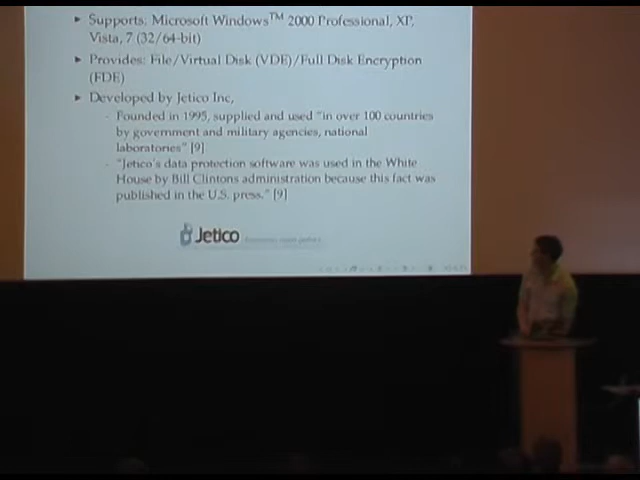 ▸ Supports: Microsoft Windows™ 2000 Professional, XP,
Vista, 7 (32/64-bit)
▸ Provides: File/Virtual Disk (VDE)/Full Disk Encryption
(FDE)
▸ Developed by Jetico Inc,
- Founded in 1995, supplied and used "in over 100 countries
by government and military agencies, national
laboratories" [9]
- "Jetico's data protection software was used in the White
House by Bill Clintons administration because this fact was
published in the U.S. press." [9]
Jetico